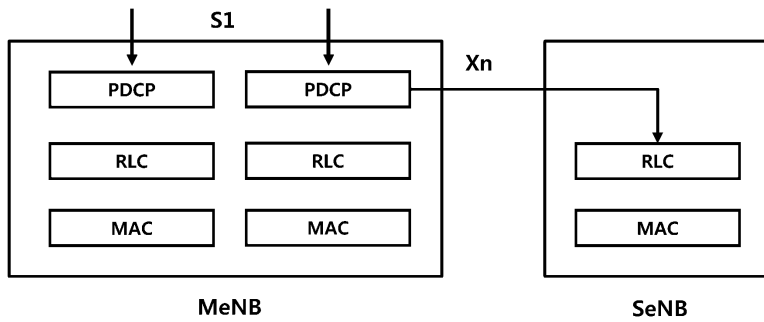 S1
PDCP PDCP Xn
RLC RLC RLC
MAC MAC MAC
MeNB SeNB